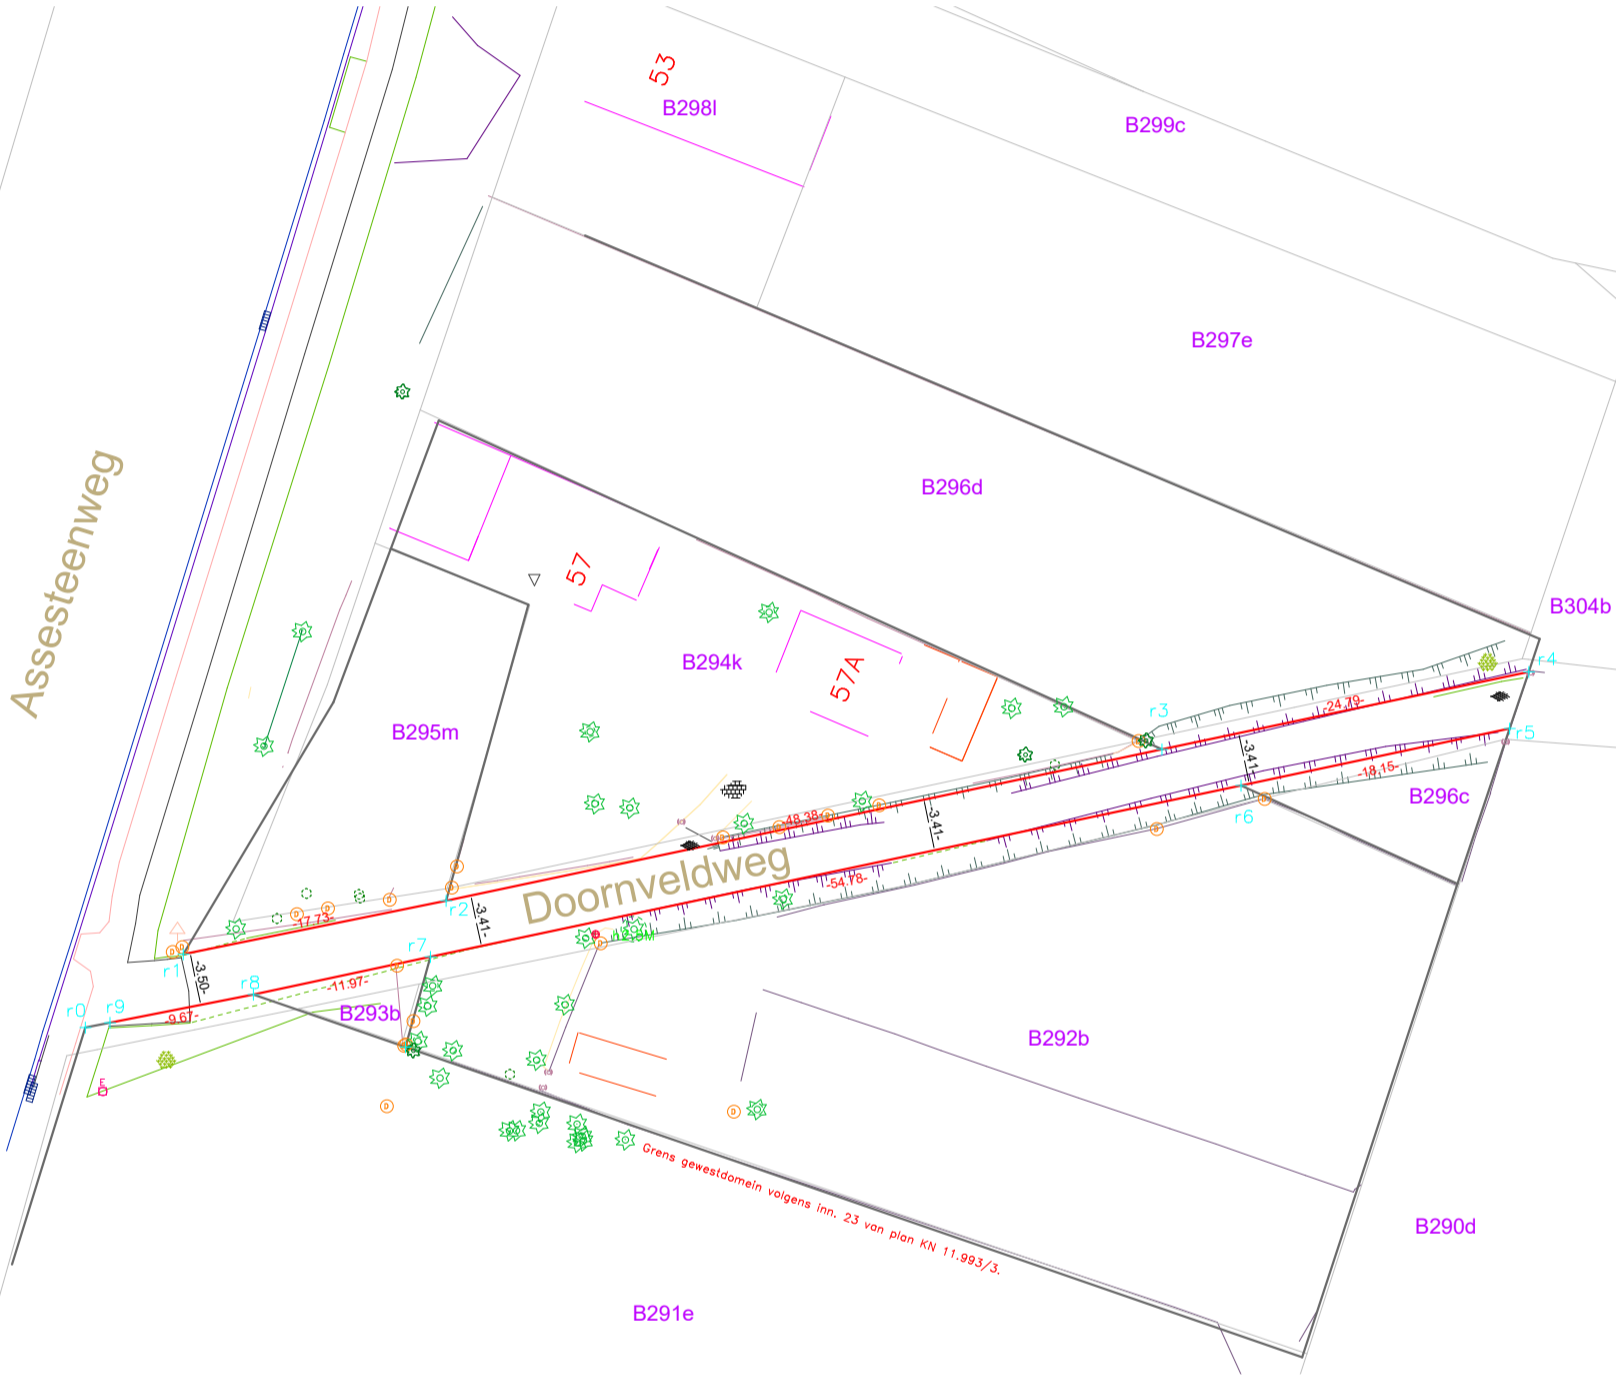 53
B298l
B299c
B297e
Assesteenweg
B296d
57
B304b
B294k
57A
r4
B295m
r3
-24.79-
r5
-3.41-
-18.15-
B296c
r6
-48.38-
-3.41-
Doornveldweg
-54.78-
-17.73-
r2
-3.41-
r7
r1
-3.50-
r8
-11.97-
r0
r9
-9.67-
B293b
B292b
E
Grens gewestdomein volgens inn. 23 van plan KN 11.993/3.
B290d
B291e